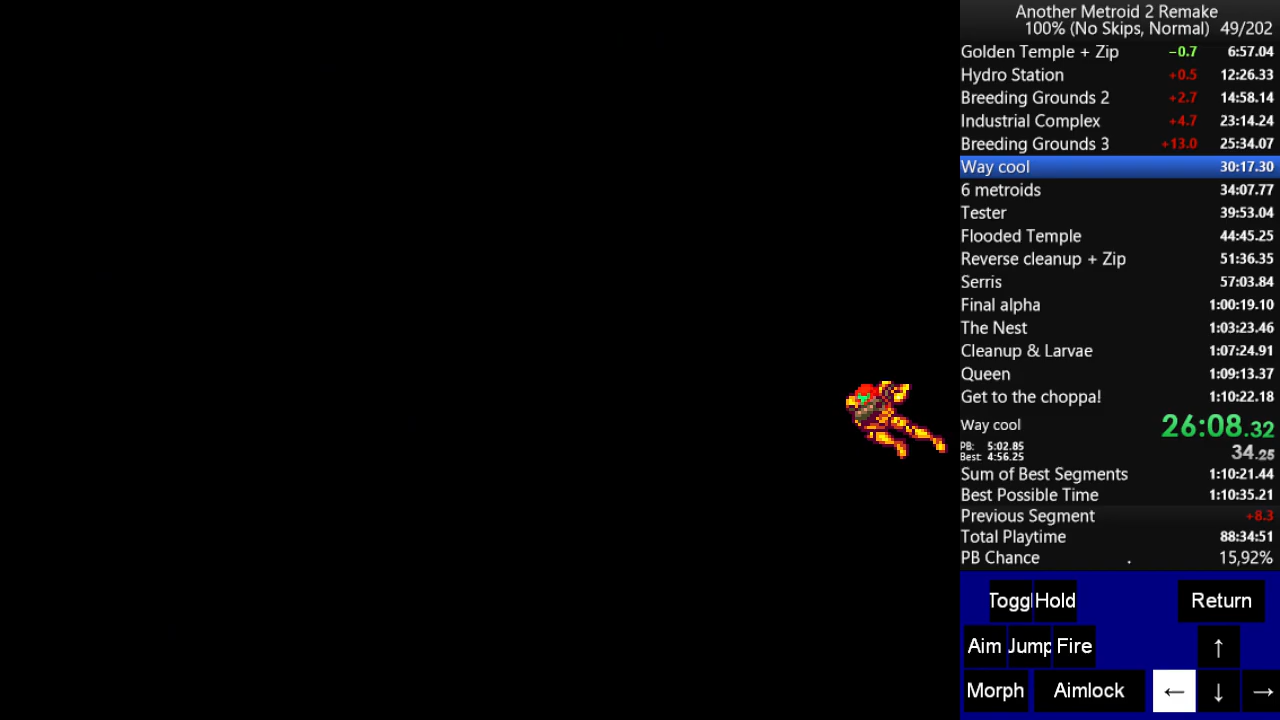 Another Metroid 2 Remake
100% (No Skips, Normal) 49/202
Golden Temple + Zip −0.7 6:57.04
Hydro Station +0.5 12:26.33
Breeding Grounds 2 +2.7 14:58.14
Industrial Complex +4.7 23:14.24
Breeding Grounds 3 +13.0 25:34.07
Way cool 30:17.30
6 metroids 34:07.77
Tester 39:53.04
Flooded Temple 44:45.25
Reverse cleanup + Zip 51:36.35
Serris 57:03.84
Final alpha 1:00:19.10
The Nest 1:03:23.46
Cleanup & Larvae 1:07:24.91
Queen 1:09:13.37
Get to the choppa! 1:10:22.18
Way cool 26:08.32
PB: 5:02.85
Best: 4:56.25 34.25
Sum of Best Segments 1:10:21.44
Best Possible Time 1:10:35.21
Previous Segment +8.3
Total Playtime 88:34:51
PB Chance . 15,92%
Togg Hold Return
Aim Jump Fire ↑
Morph Aimlock ← ↓ →